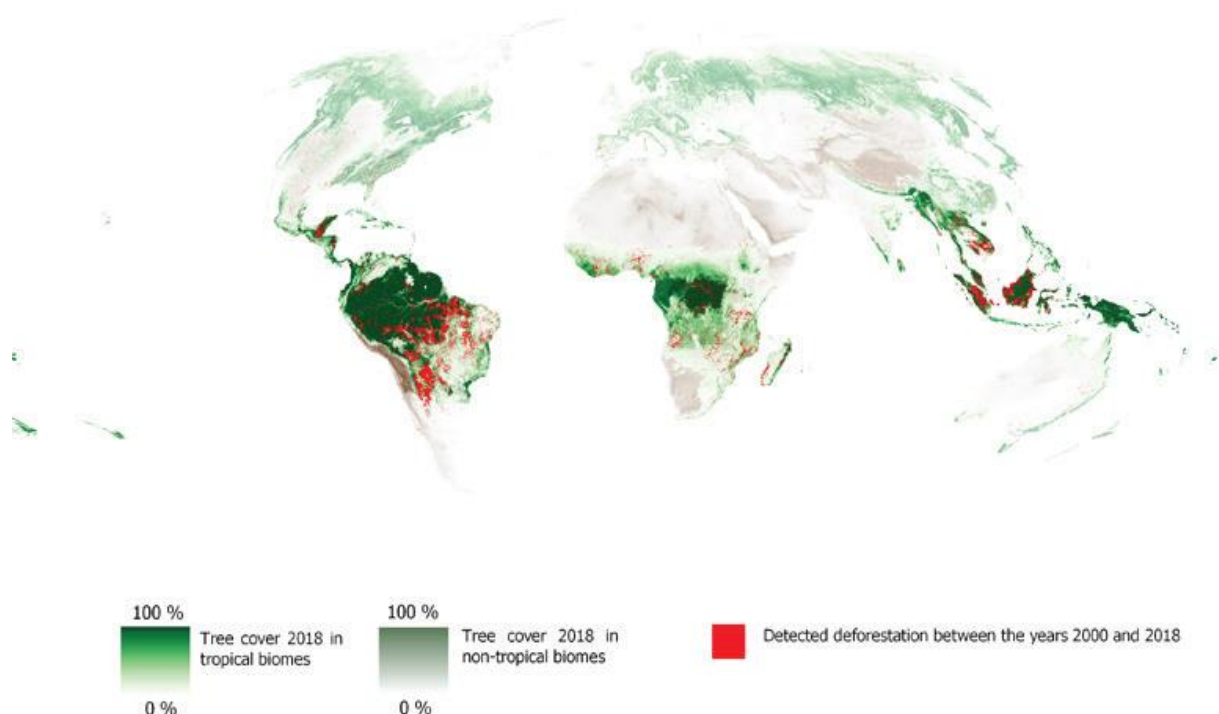 100 %
Tree cover 2018 in
tropical biomes
0 %
100 %
Tree cover 2018 in
non-tropical biomes
0 %
Detected deforestation between the years 2000 and 2018